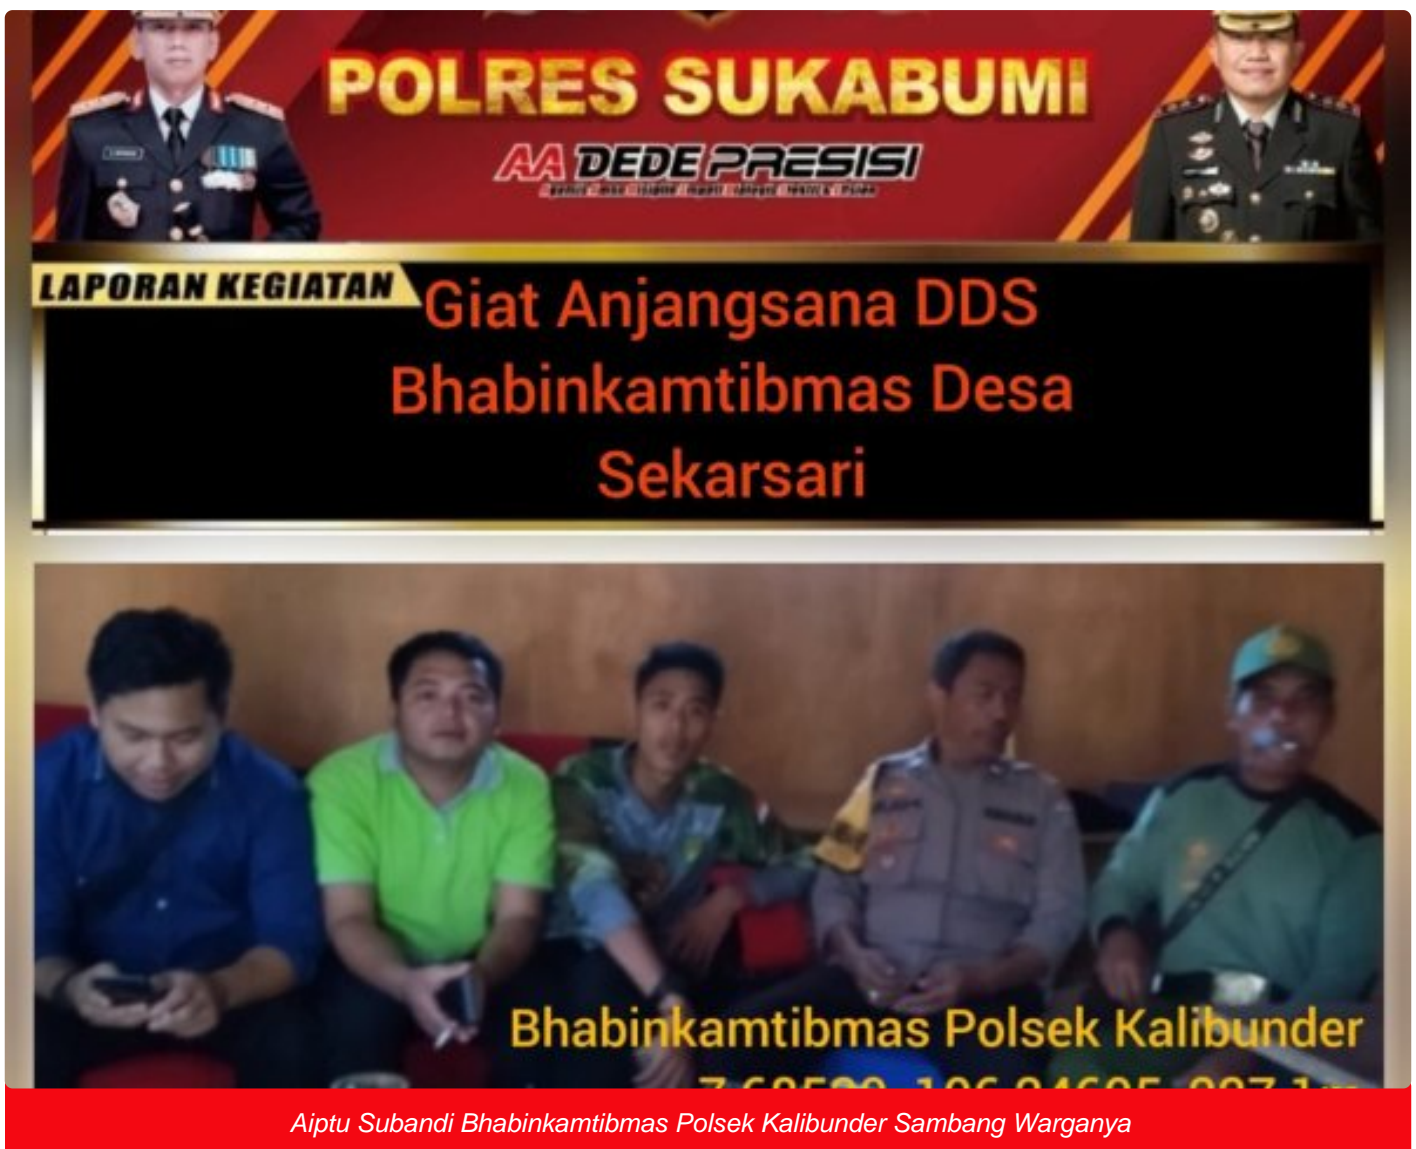 POLRES SUKABUMI
AA DEDE PRESISI
LAPORAN KEGIATAN
Giat Anjangsana DDS
Bhabinkamtibmas Desa
Sekarsari
Bhabinkamtibmas Polsek Kalibunder
Aiptu Subandi Bhabinkamtibmas Polsek Kalibunder Sambang Warganya